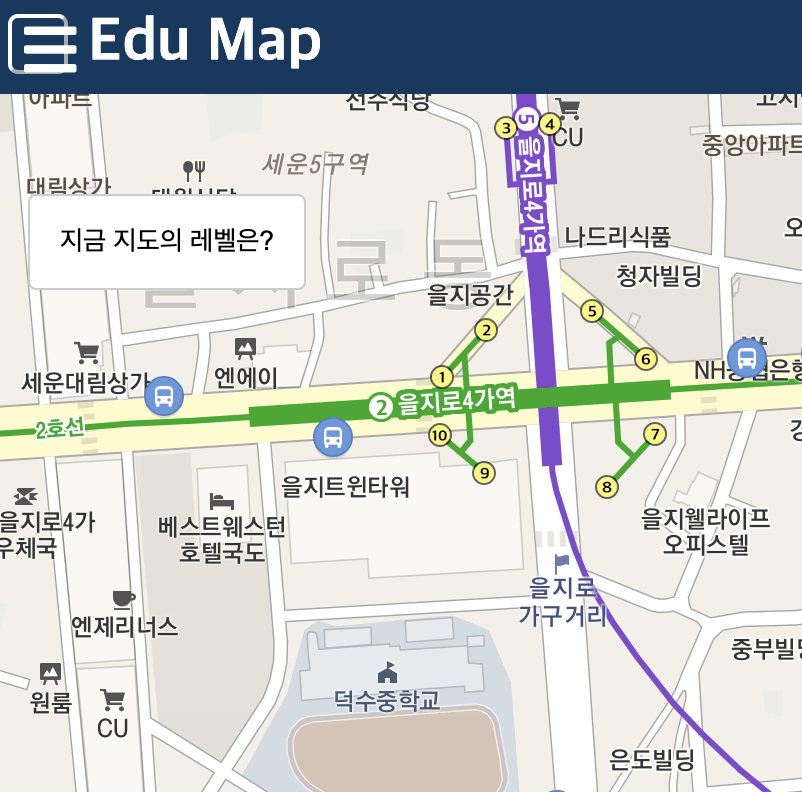 Edu Map
아파트
전주식당
고시
3
4
5
CU
중앙아파트
을지로4가역
세운5구역
대림상가
대원식당
지금 지도의 레벨은?
나드리식품
오
을지로동
청자빌딩
을지공간
5
2
6
1
NH농협은행
엔에이
세운대림상가
2 을지로4가역
2호선
10
7
강
9
8
을지트윈타워
을지로4가
우체국
베스트웨스턴
호텔국도
을지웰라이프
오피스텔
을지로
가구거리
엔제리너스
중부빌딩
원룸
덕수중학교
CU
은도빌딩